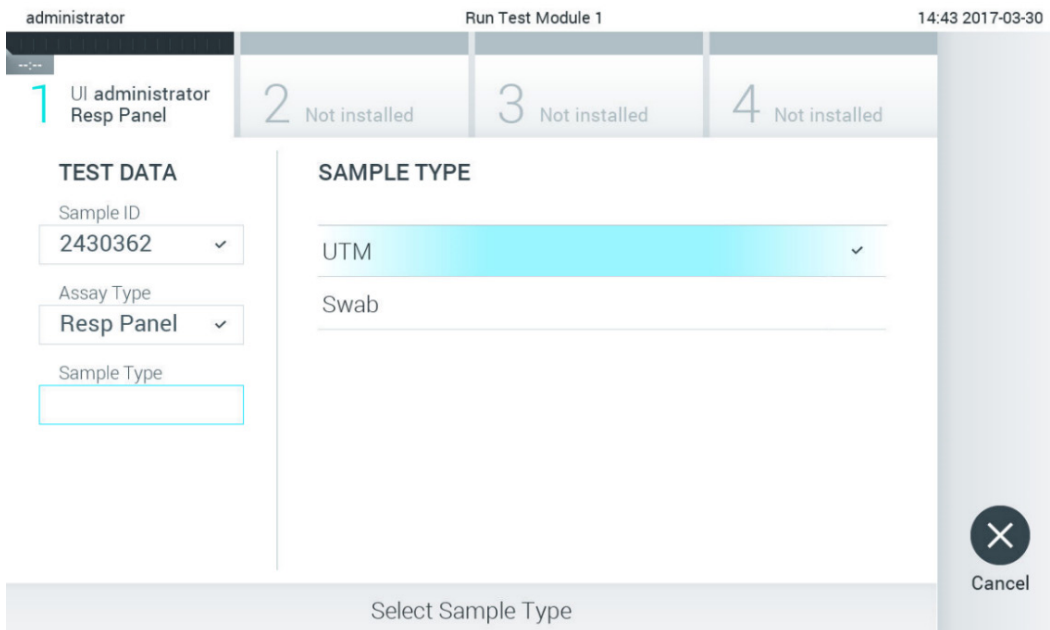 administrator Run Test Module 1 14:43 2017-03-30
--:--
1 UI administrator
Resp Panel
2 Not installed
3 Not installed
4 Not installed
TEST DATA
Sample ID
2430362
Assay Type
Resp Panel
Sample Type
SAMPLE TYPE
UTM
Swab
Cancel
Select Sample Type